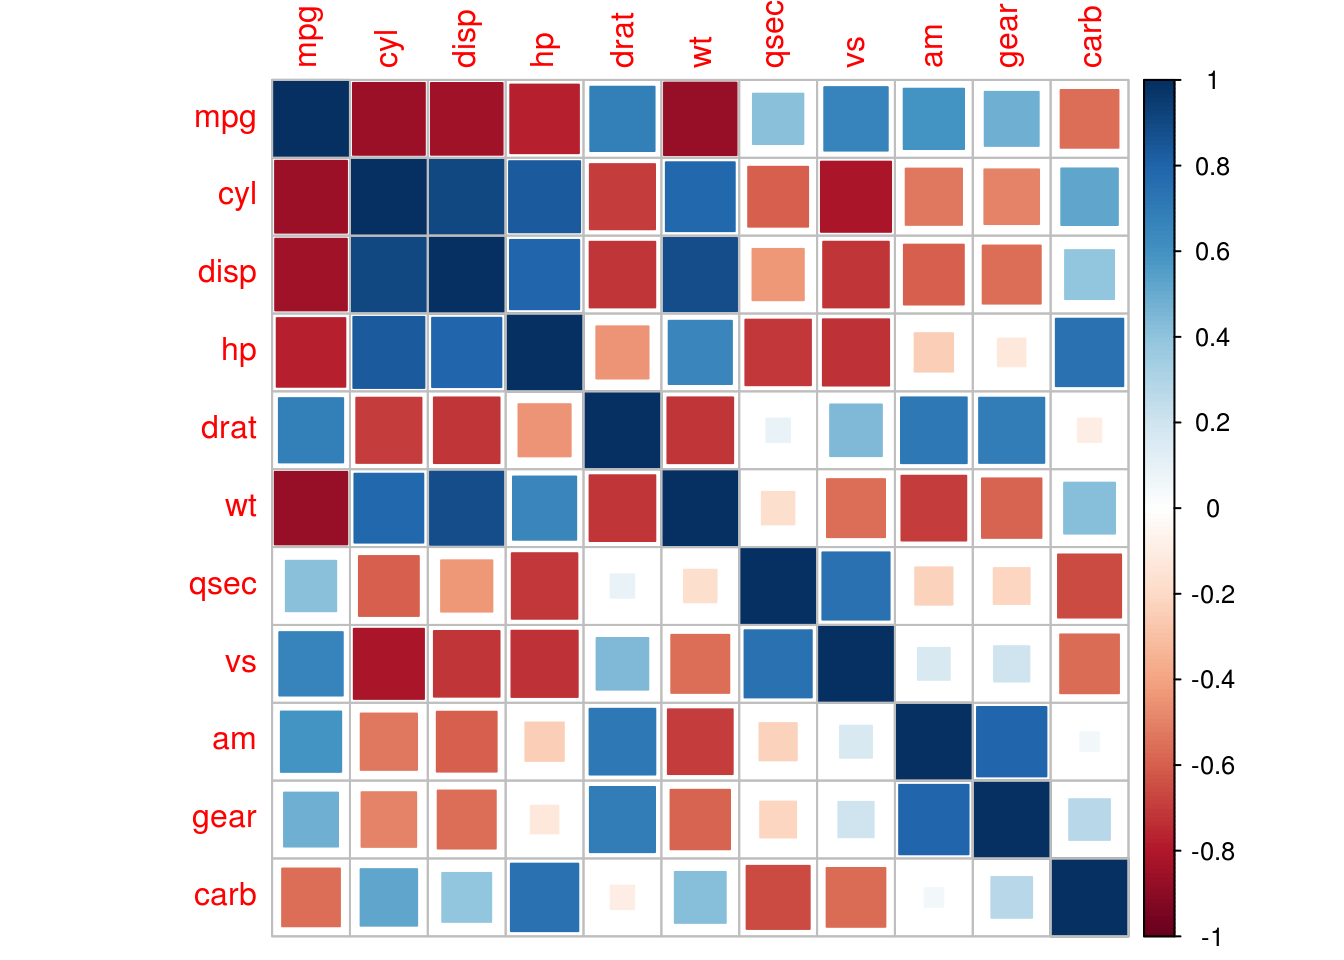 mpg cyl disp hp drat wt qsec vs am gear carb
mpg
cyl
disp
hp
drat
wt
qsec
vs
am
gear
carb
1
0.8
0.6
0.4
0.2
0
-0.2
-0.4
-0.6
-0.8
-1